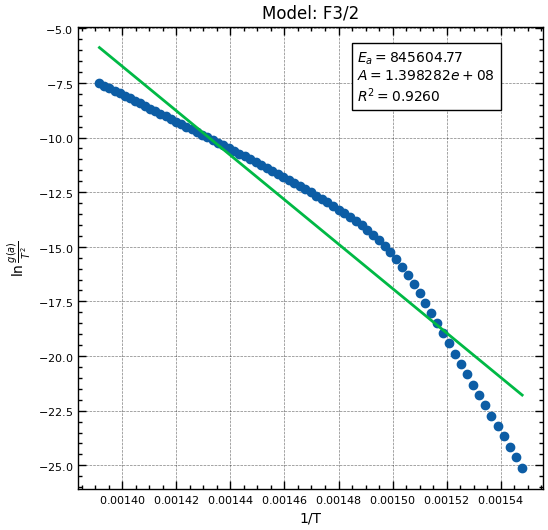 Model: F3/2
E_a = 845604.77
A = 1.398282e + 08
R^2 = 0.9260
−5.0
−7.5
−10.0
−12.5
−15.0
−17.5
−20.0
−22.5
−25.0
ln g(a)/T^2
0.00140 0.00142 0.00144 0.00146 0.00148 0.00150 0.00152 0.00154
1/T